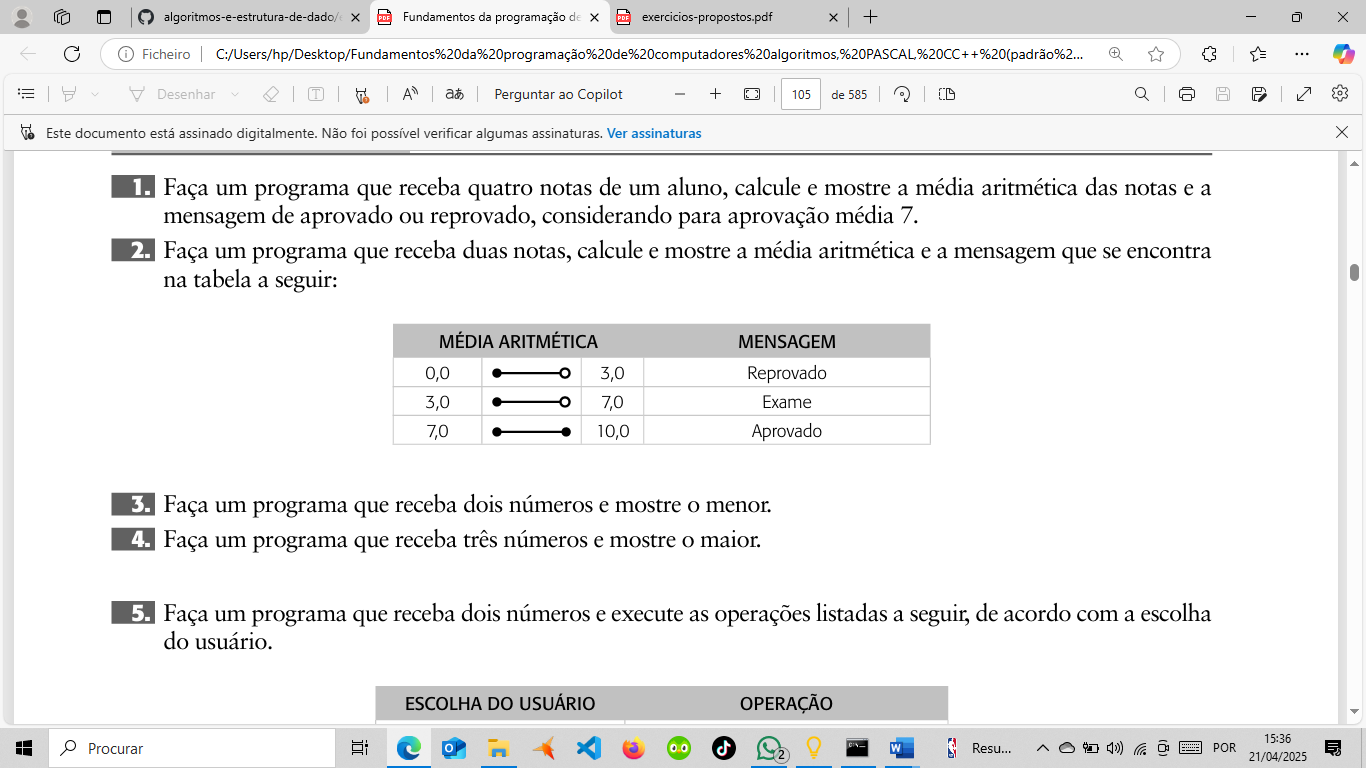 algoritmos-e-estrutura-de-dado/e
Fundamentos da programação de
exercicios-propostos.pdf
Ficheiro
C:/Users/hp/Desktop/Fundamentos%20da%20programação%20de%20computadores%20algoritmos,%20PASCAL,%20CC++%20(padrão%2...
Desenhar
aあ
Perguntar ao Copilot
105
de 585
Este documento está assinado digitalmente. Não foi possível verificar algumas assinaturas. Ver assinaturas
1. Faça um programa que receba quatro notas de um aluno, calcule e mostre a média aritmética das notas e a
mensagem de aprovado ou reprovado, considerando para aprovação média 7.
2. Faça um programa que receba duas notas, calcule e mostre a média aritmética e a mensagem que se encontra
na tabela a seguir:
MÉDIA ARITMÉTICA MENSAGEM
0,0 3,0 Reprovado
3,0 7,0 Exame
7,0 10,0 Aprovado
3. Faça um programa que receba dois números e mostre o menor.
4. Faça um programa que receba três números e mostre o maior.
5. Faça um programa que receba dois números e execute as operações listadas a seguir, de acordo com a escolha
do usuário.
ESCOLHA DO USUÁRIO OPERAÇÃO
Procurar
2
Resu...
POR
15:36
21/04/2025